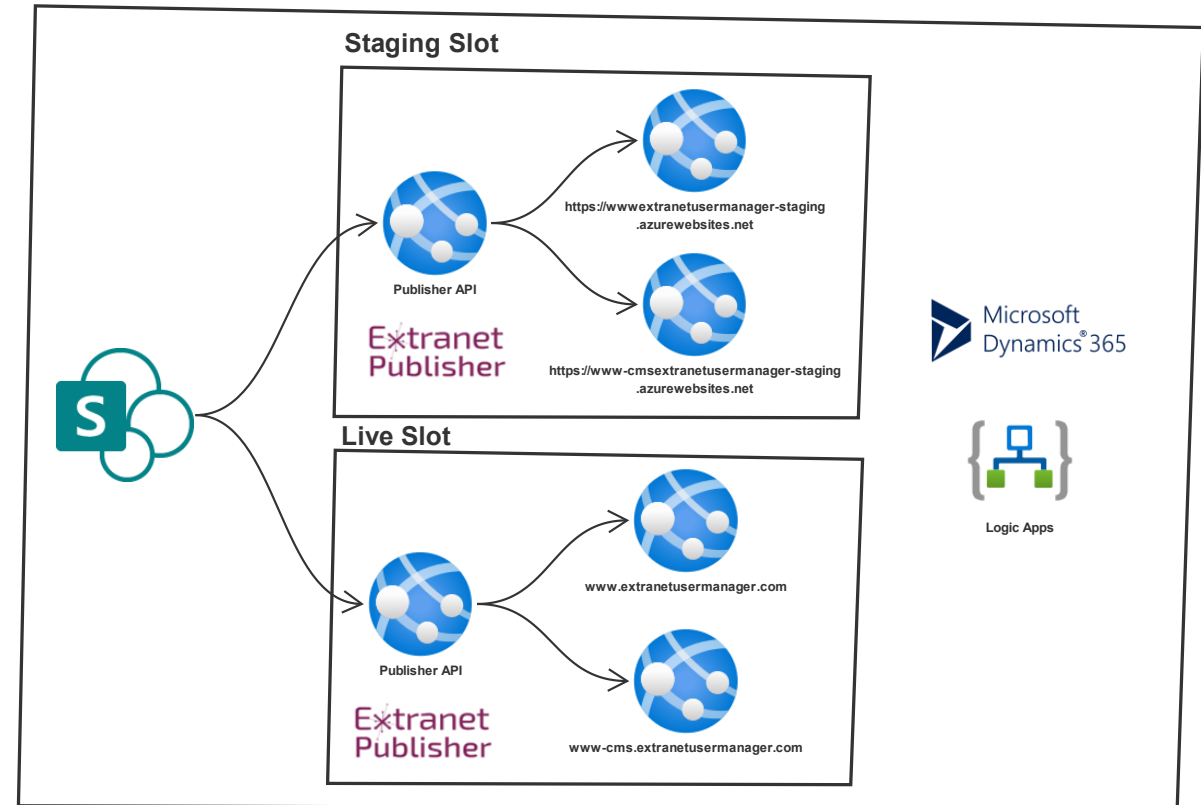 Staging Slot
https://wwwextranetusermanager-staging
.azurewebsites.net
Publisher API
Extranet
Publisher
https://www-cmsextranetusermanager-staging
.azurewebsites.net
Microsoft
Dynamics® 365
S
Live Slot
Logic Apps
www.extranetusermanager.com
Publisher API
Extranet
Publisher
www-cms.extranetusermanager.com